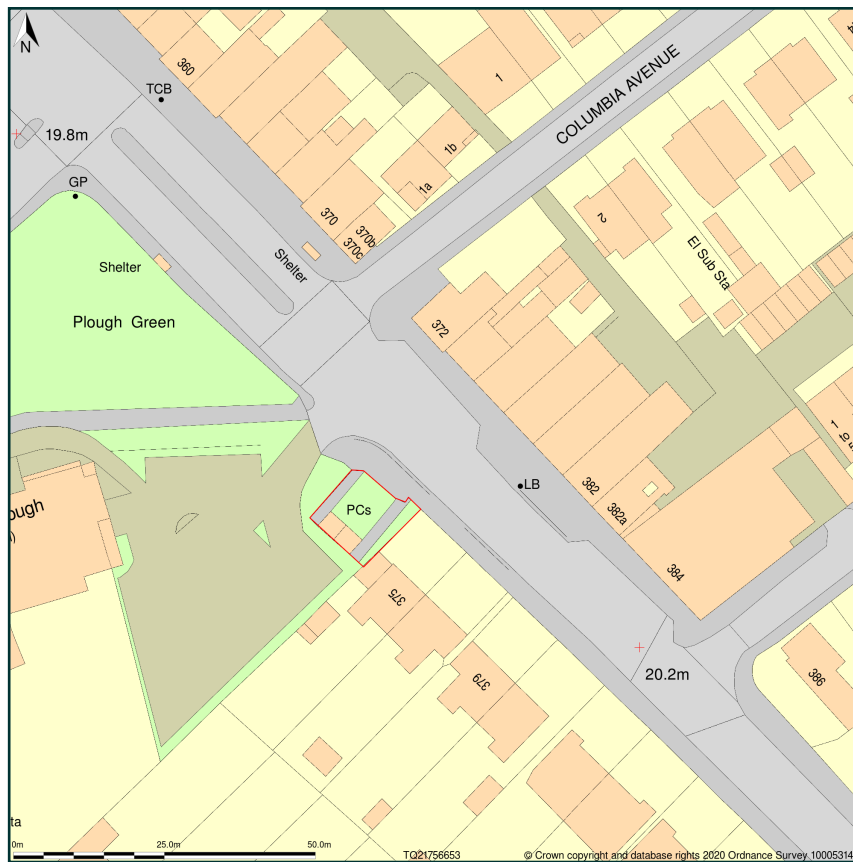 N
360
TCB
19.8m
GP
1
COLUMBIA AVENUE
1b
1a
370
370b
370c
Shelter
Shelter
Plough Green
2
El Sub Sta
372
LB
382
382a
384
PCs
375
379
386
20.2m
ta
0m
25.0m
50.0m
TQ21756653
© Crown copyright and database rights 2020 Ordnance Survey 10005314